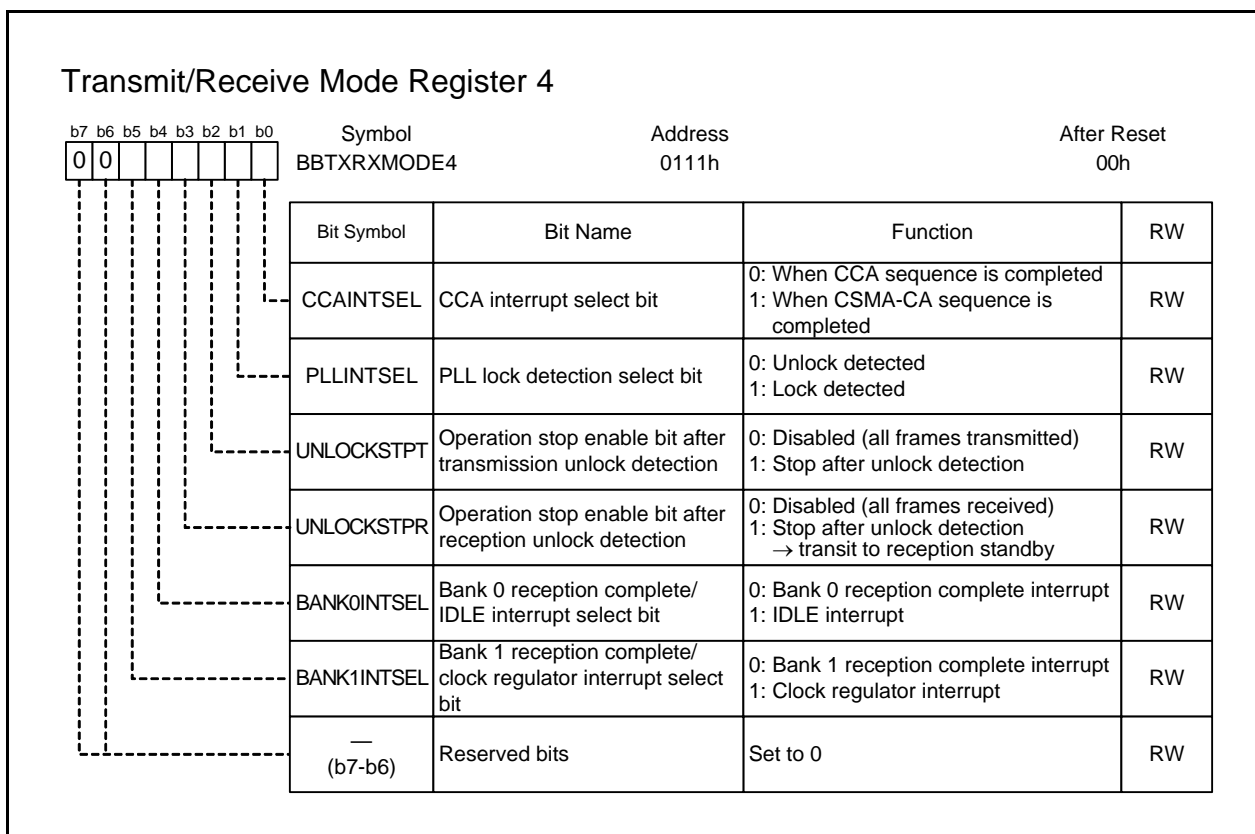 Transmit/Receive Mode Register 4
b7 b6 b5 b4 b3 b2 b1 b0
Symbol Address After Reset
0 0
BBTXRXMODE4 0111h 00h
Bit Symbol Bit Name Function RW
CCAINTSEL CCA interrupt select bit 0: When CCA sequence is completed
1: When CSMA-CA sequence is
completed RW
PLLINTSEL PLL lock detection select bit 0: Unlock detected
1: Lock detected RW
UNLOCKSTPT Operation stop enable bit after
transmission unlock detection 0: Disabled (all frames transmitted)
1: Stop after unlock detection RW
UNLOCKSTPR Operation stop enable bit after
reception unlock detection 0: Disabled (all frames received)
1: Stop after unlock detection
→ transit to reception standby RW
BANK0INTSEL Bank 0 reception complete/
IDLE interrupt select bit 0: Bank 0 reception complete interrupt
1: IDLE interrupt RW
BANK1INTSEL Bank 1 reception complete/
clock regulator interrupt select
bit 0: Bank 1 reception complete interrupt
1: Clock regulator interrupt RW
—
(b7-b6) Reserved bits Set to 0 RW